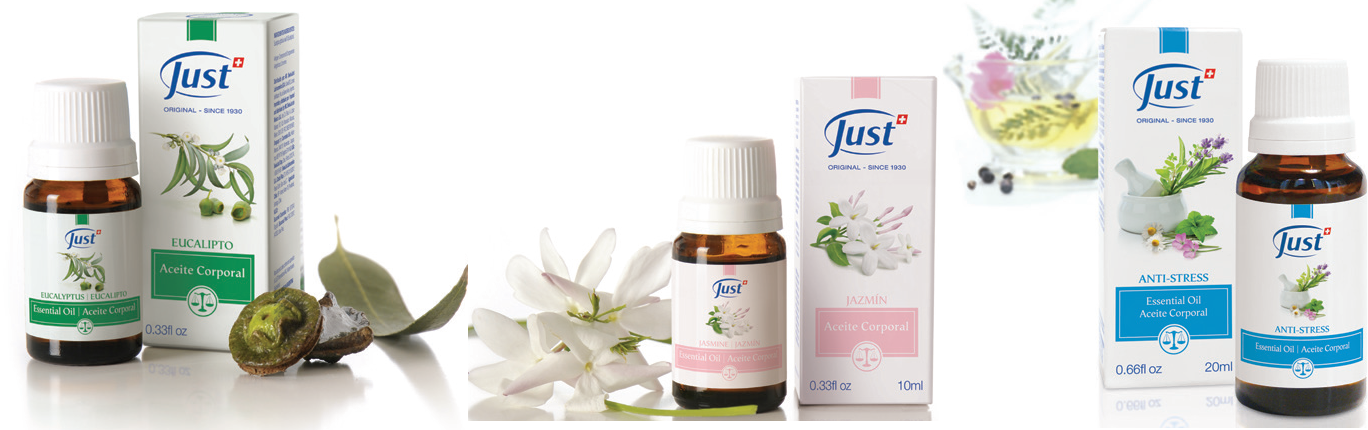 Just
ORIGINAL - SINCE 1930
EUCALIPTO
Aceite Corporal
0.33fl oz
Just
EUCALYPTUS | EUCALIPTO
Essential Oil | Aceite Corporal
Just
JASMINE | JAZMÍN
Essential Oil | Aceite Corporal
Just
ORIGINAL - SINCE 1930
JAZMÍN
Aceite Corporal
0.33fl oz 10ml
Just
ORIGINAL - SINCE 1930
ANTI-STRESS
Essential Oil
Aceite Corporal
0.66fl oz 20ml
Just
ANTI-STRESS
Essential Oil | Aceite Corporal